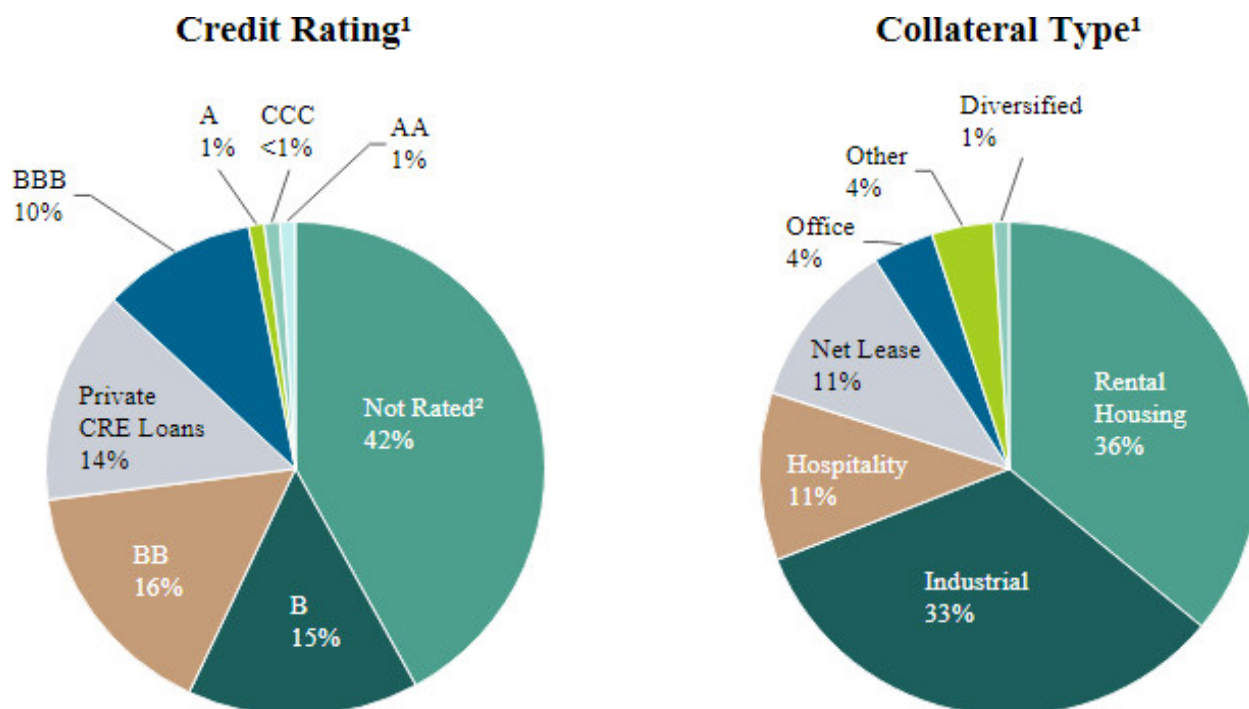 Credit Rating¹
A
1%
CCC
<1%
AA
1%
BBB
10%
Private
CRE Loans
14%
Not Rated²
42%
BB
16%
B
15%
Collateral Type¹
Diversified
1%
Other
4%
Office
4%
Net Lease
11%
Rental
Housing
36%
Hospitality
11%
Industrial
33%